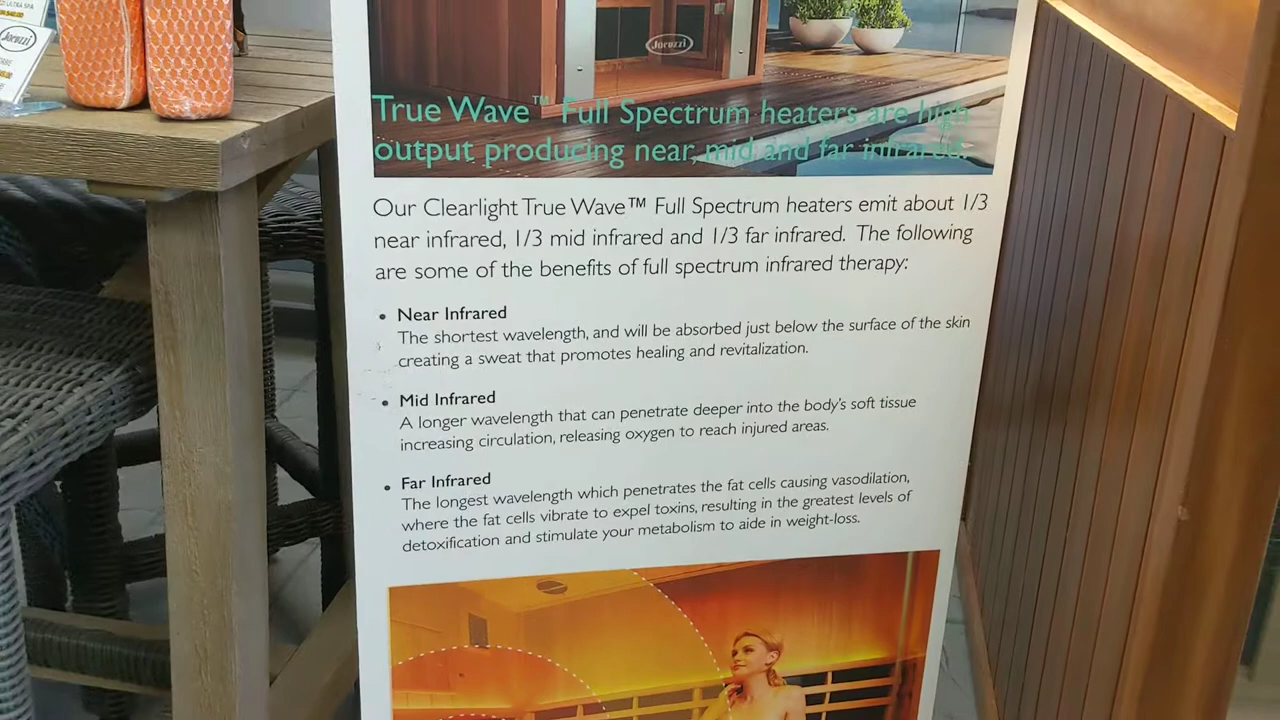 Jacuzzi
Jacuzzi
True Wave™ Full Spectrum heaters are high
output, producing near, mid and far infrared.
Our Clearlight True Wave™ Full Spectrum heaters emit about 1/3
near infrared, 1/3 mid infrared and 1/3 far infrared. The following
are some of the benefits of full spectrum infrared therapy:
• Near Infrared
The shortest wavelength, and will be absorbed just below the surface of the skin
creating a sweat that promotes healing and revitalization.
• Mid Infrared
A longer wavelength that can penetrate deeper into the body's soft tissue
increasing circulation, releasing oxygen to reach injured areas.
• Far Infrared
The longest wavelength which penetrates the fat cells causing vasodilation,
where the fat cells vibrate to expel toxins, resulting in the greatest levels of
detoxification and stimulate your metabolism to aide in weight-loss.